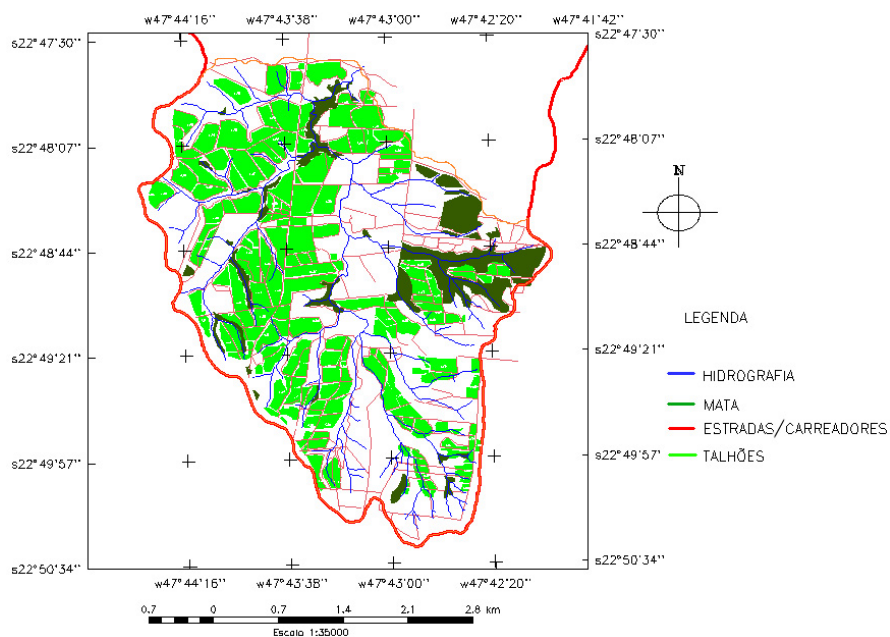 w47°44'16'' w47°43'38'' w47°43'00'' w47°42'20'' w47°41'42''
s22°47'30'' s22°47'30''
s22°48'07'' s22°48'07''
N
s22°48'44'' s22°48'44''
LEGENDA
s22°49'21'' s22°49'21''
HIDROGRAFIA
MATA
ESTRADAS/CARREADORES
s22°49'57'' s22°49'57''
TALHÕES
s22°50'34'' s22°50'34''
w47°44'16'' w47°43'38'' w47°43'00'' w47°42'20''
0.7 0 0.7 1.4 2.1 2.8 km
Escala 1:35000